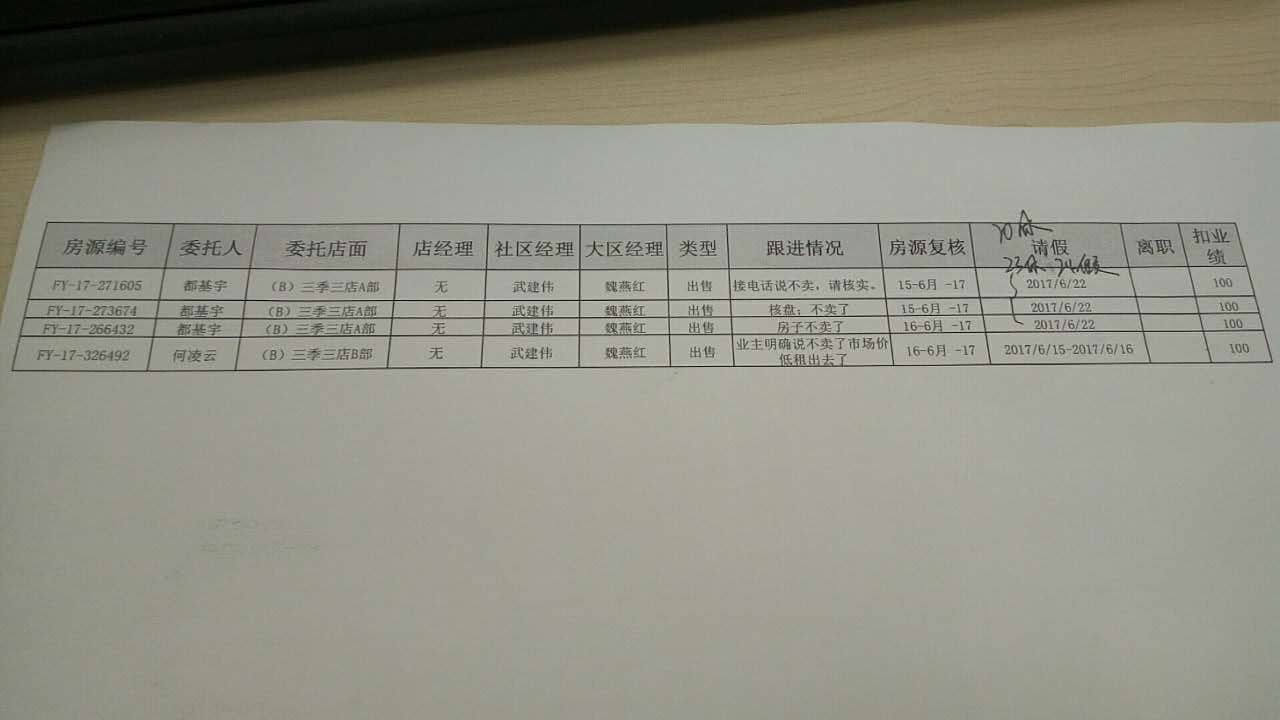 房源编号 委托人 委托店面 店经理 社区经理 大区经理 类型 跟进情况 房源复核 请假 离职 扣业绩
20休
23休 24假
FY-17-271605 都基宇 （B）三季三店A部 无 武建伟 魏燕红 出售 接电话说不卖，请核实。 15-6月 -17 2017/6/22 100
FY-17-273674 都基宇 （B）三季三店A部 无 武建伟 魏燕红 出售 核盘；不卖了 15-6月 -17 2017/6/22 100
FY-17-266432 都基宇 （B）三季三店A部 无 武建伟 魏燕红 出售 房子不卖了 16-6月 -17 2017/6/22 100
FY-17-326492 何凌云 （B）三季三店B部 无 武建伟 魏燕红 出售 业主明确说不卖了市场价低租出去了 16-6月 -17 2017/6/15-2017/6/16 100